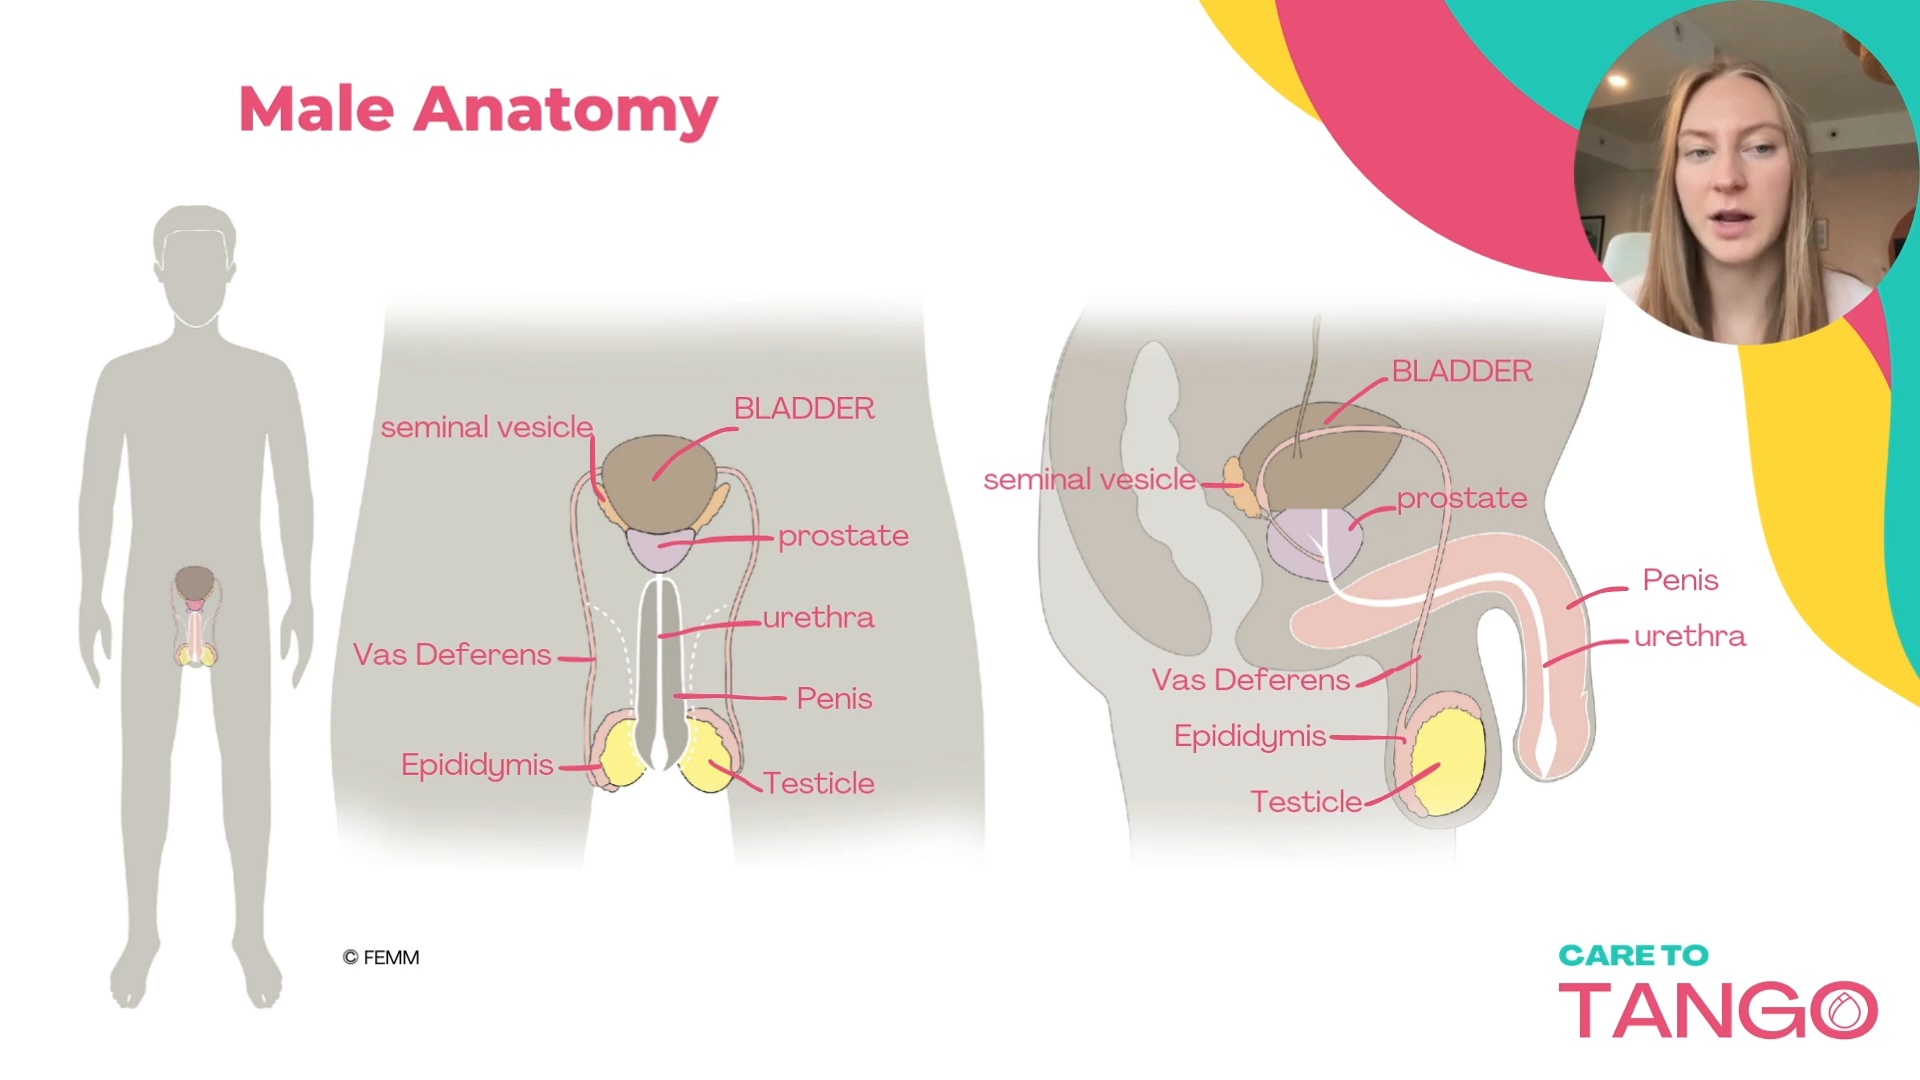 Male Anatomy
seminal vesicle
BLADDER
prostate
urethra
Vas Deferens
Penis
Epididymis
Testicle
BLADDER
seminal vesicle
prostate
Penis
urethra
Vas Deferens
Epididymis
Testicle
© FEMM
CARE TO
TANGO